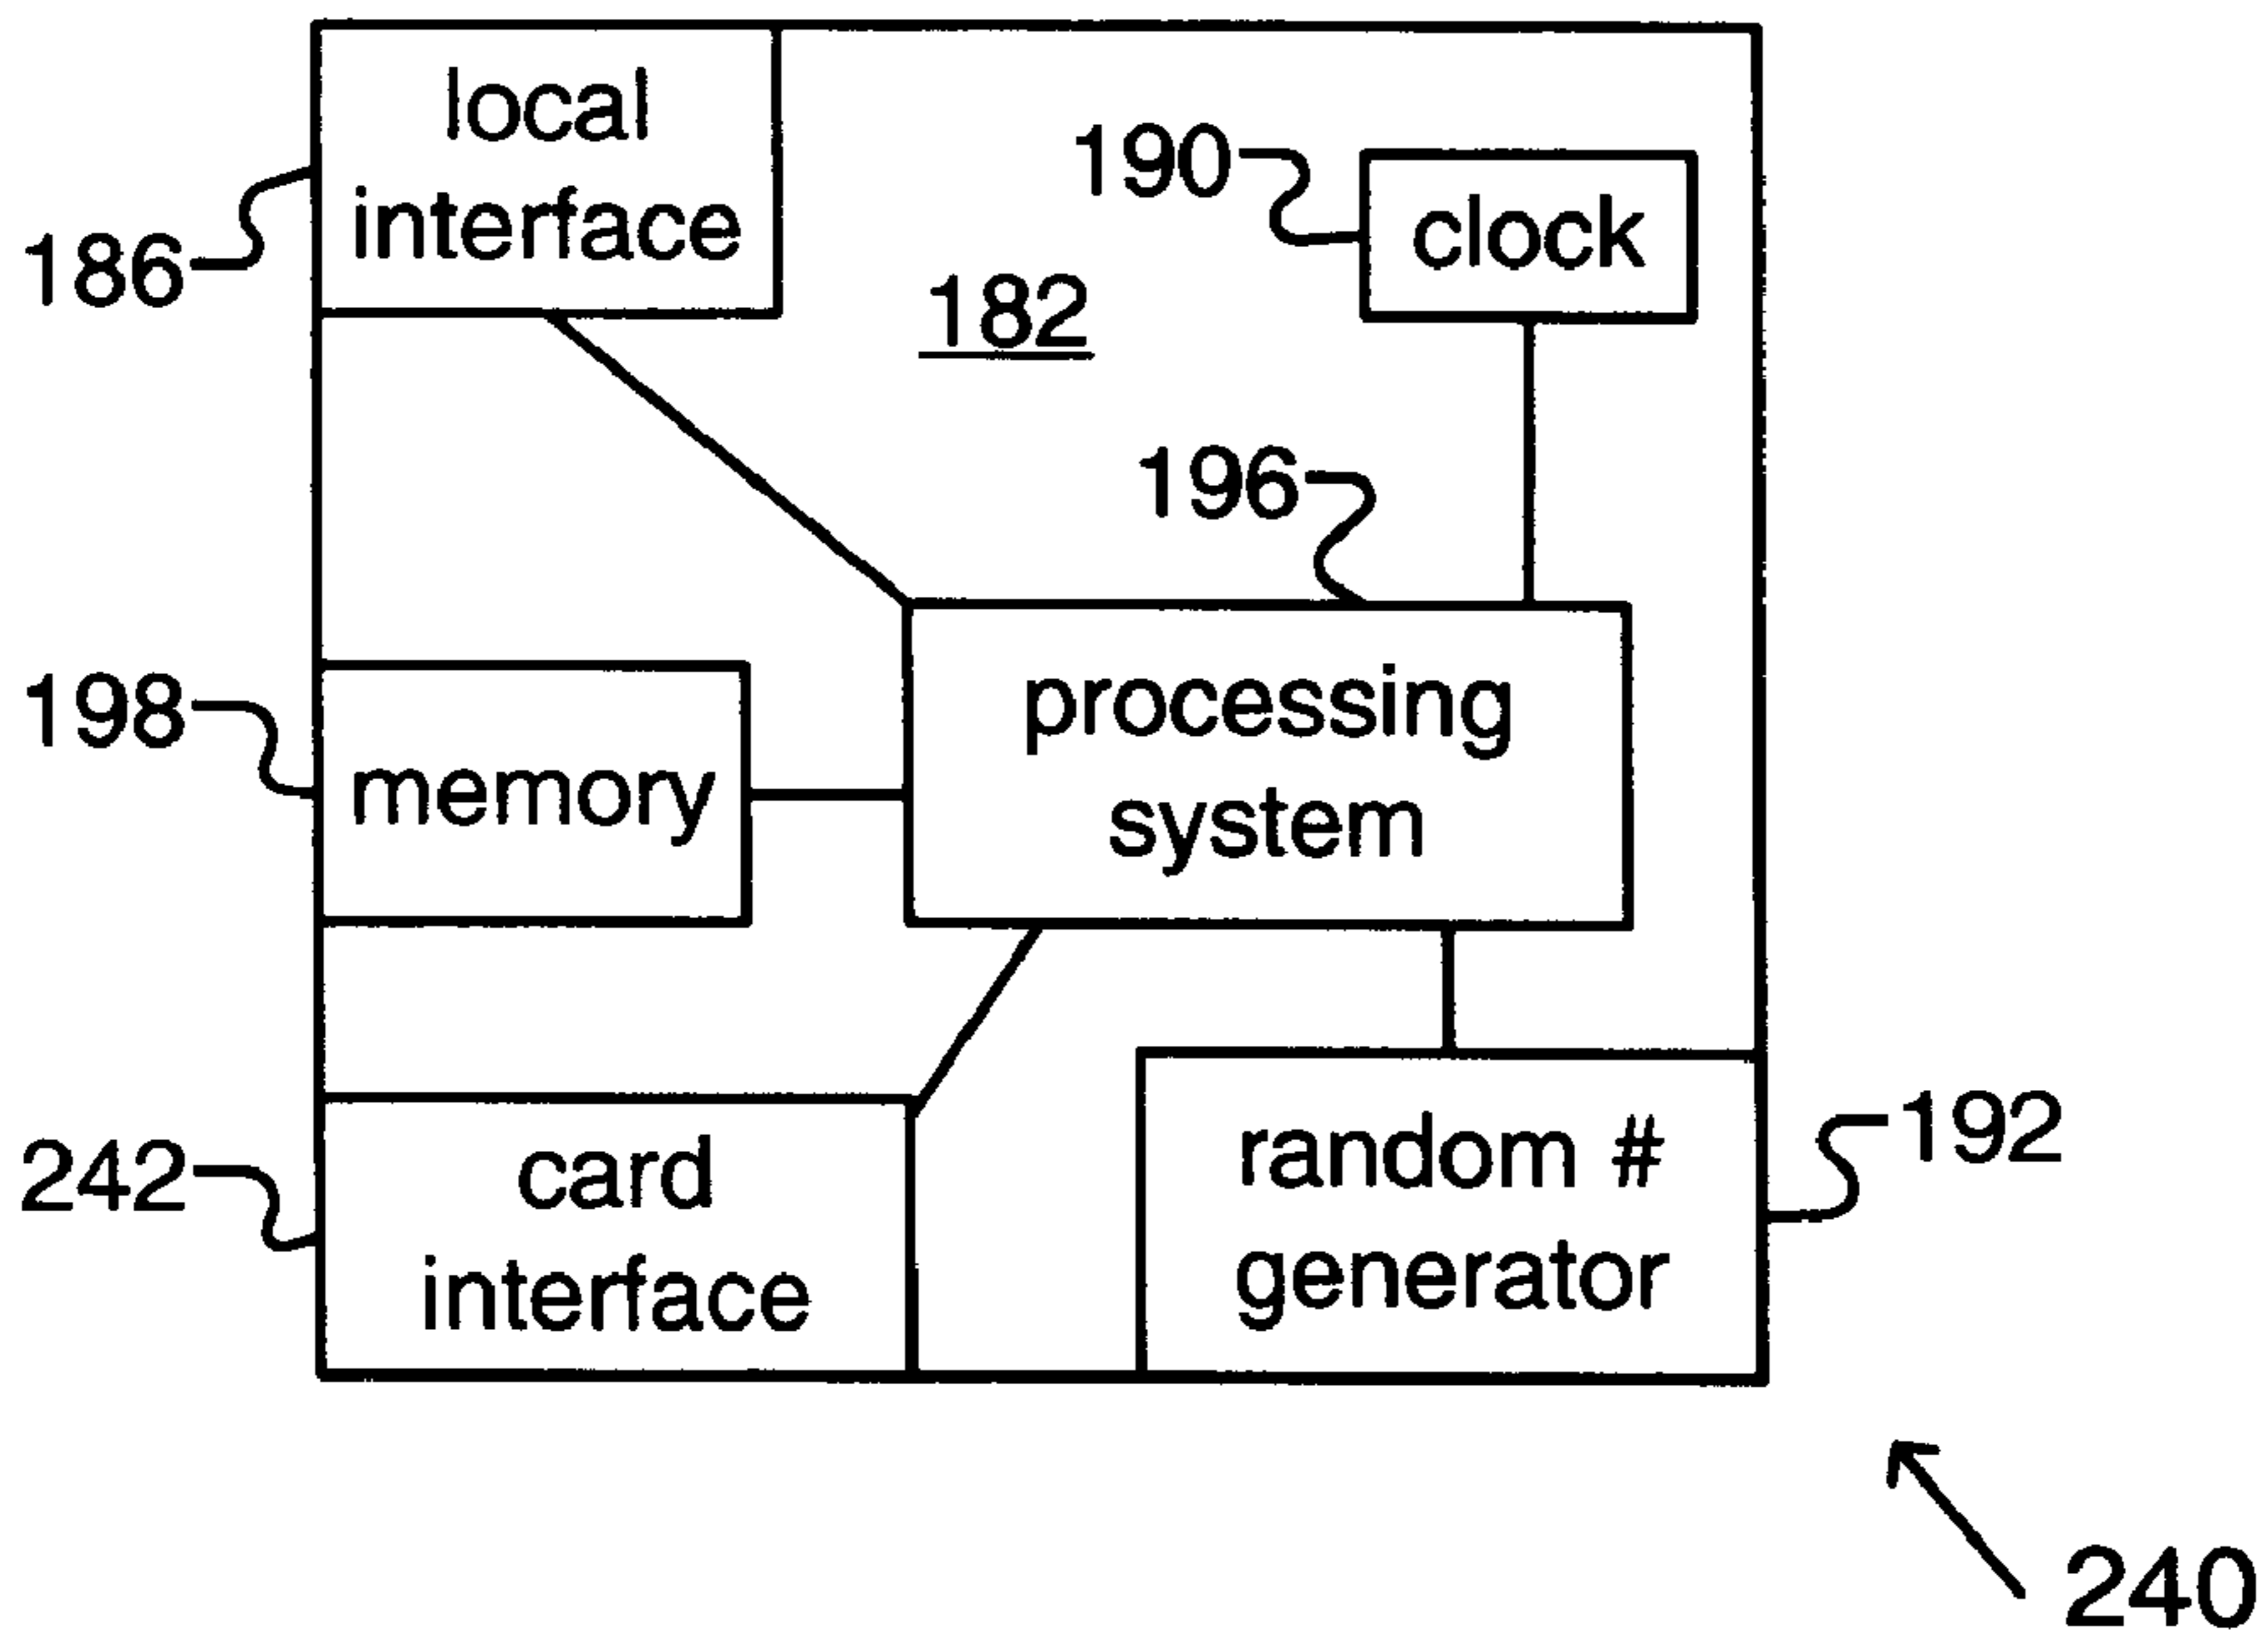 local
interface
186
190
clock
182
196
processing
system
198
memory
242
card
interface
random #
generator
192
240